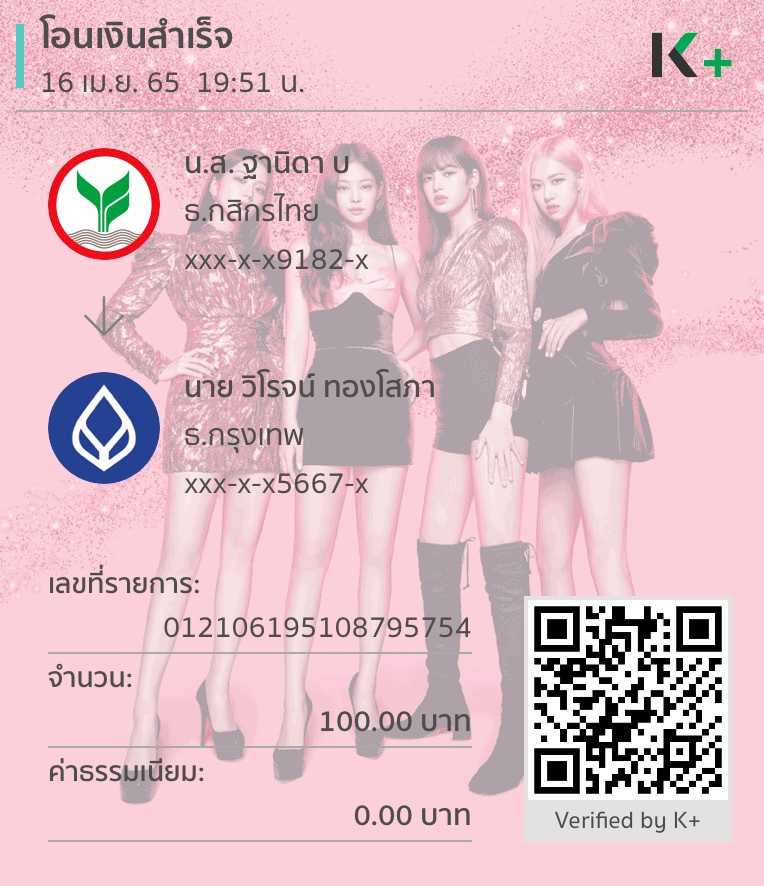 โอนเงินสำเร็จ
16 เม.ย. 65 19:51 น.
K+
น.ส. ฐานิดา บ
ธ.กสิกรไทย
xxx-x-x9182-x
นาย วิโรจน์ ทองโสภา
ธ.กรุงเทพ
xxx-x-x5667-x
เลขที่รายการ:
012106195108795754
จำนวน:
100.00 บาท
ค่าธรรมเนียม:
0.00 บาท
Verified by K+